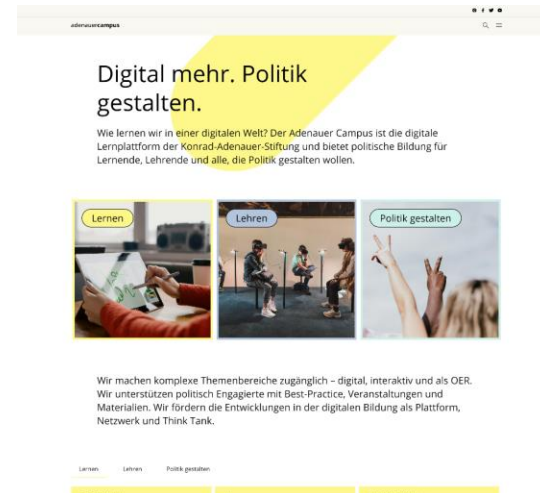 adenauercampus
Digital mehr. Politik
gestalten.
Wie lernen wir in einer digitalen Welt? Der Adenauer Campus ist die digitale
Lernplattform der Konrad-Adenauer-Stiftung und bietet politische Bildung für
Lernende, Lehrende und alle, die Politik gestalten wollen.
Lernen
Lehren
Politik gestalten
Wir machen komplexe Themenbereiche zugänglich – digital, interaktiv und als OER.
Wir unterstützen politisch Engagierte mit Best-Practice, Veranstaltungen und
Materialien. Wir fördern die Entwicklungen in der digitalen Bildung als Plattform,
Netzwerk und Think Tank.
Lernen Lehren Politik gestalten